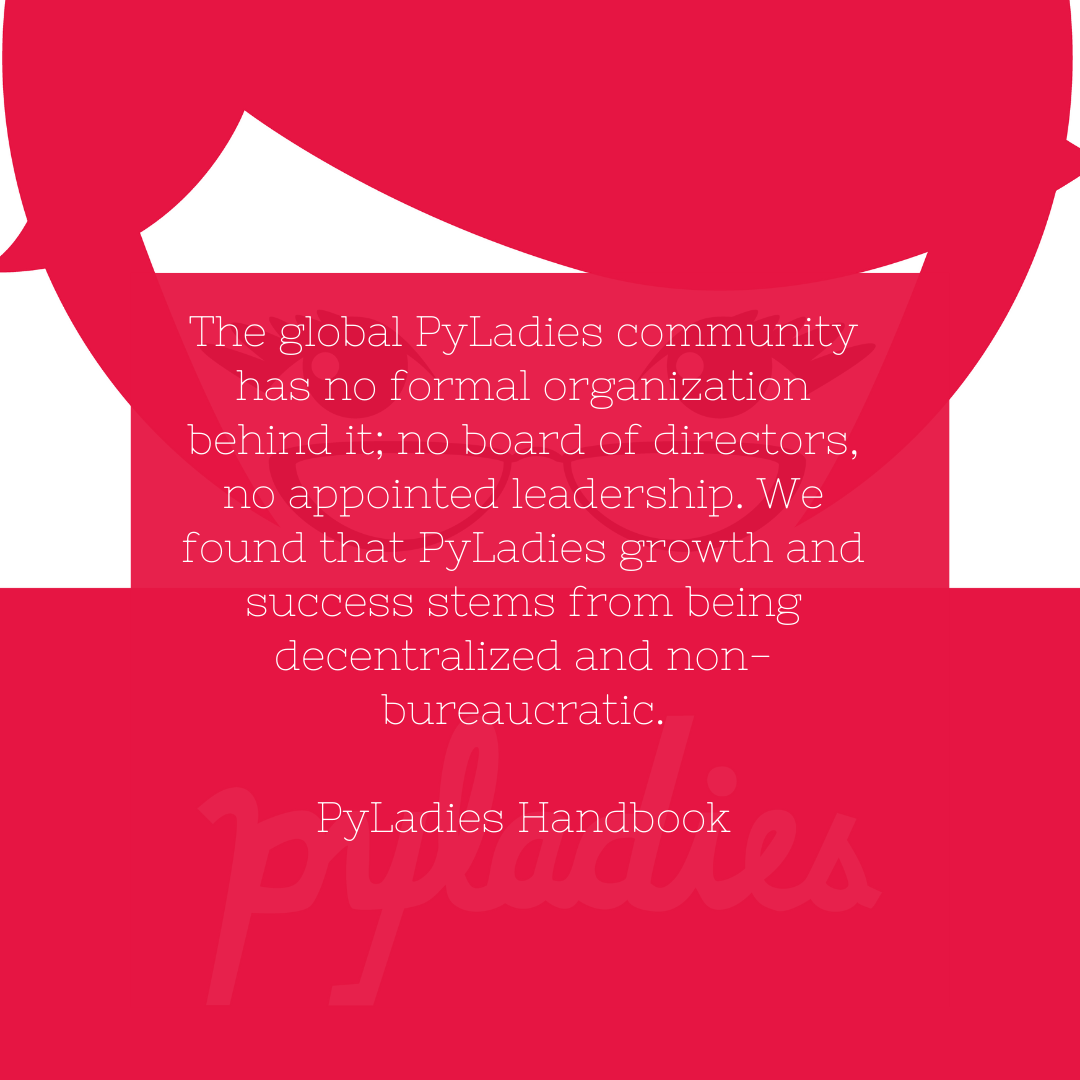 The global PyLadies community
has no formal organization
behind it; no board of directors,
no appointed leadership. We
found that PyLadies growth and
success stems from being
decentralized and non-
bureaucratic.
PyLadies Handbook
pyladies